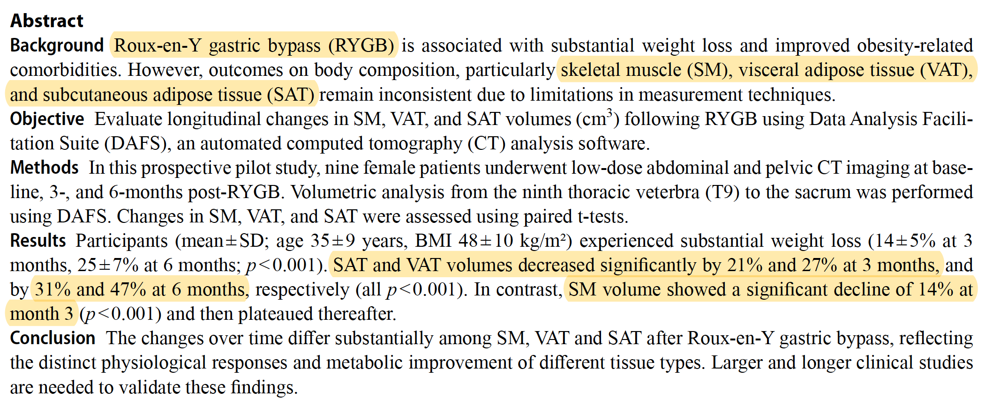 Abstract
Background Roux-en-Y gastric bypass (RYGB) is associated with substantial weight loss and improved obesity-related
comorbidities. However, outcomes on body composition, particularly skeletal muscle (SM), visceral adipose tissue (VAT),
and subcutaneous adipose tissue (SAT) remain inconsistent due to limitations in measurement techniques.
Objective Evaluate longitudinal changes in SM, VAT, and SAT volumes (cm³) following RYGB using Data Analysis Facili-
tation Suite (DAFS), an automated computed tomography (CT) analysis software.
Methods In this prospective pilot study, nine female patients underwent low-dose abdominal and pelvic CT imaging at base-
line, 3-, and 6-months post-RYGB. Volumetric analysis from the ninth thoracic veterbra (T9) to the sacrum was performed
using DAFS. Changes in SM, VAT, and SAT were assessed using paired t-tests.
Results Participants (mean±SD; age 35±9 years, BMI 48±10 kg/m²) experienced substantial weight loss (14±5% at 3
months, 25±7% at 6 months; p<0.001). SAT and VAT volumes decreased significantly by 21% and 27% at 3 months, and
by 31% and 47% at 6 months, respectively (all p<0.001). In contrast, SM volume showed a significant decline of 14% at
month 3 (p<0.001) and then plateaued thereafter.
Conclusion The changes over time differ substantially among SM, VAT and SAT after Roux-en-Y gastric bypass, reflecting
the distinct physiological responses and metabolic improvement of different tissue types. Larger and longer clinical studies
are needed to validate these findings.